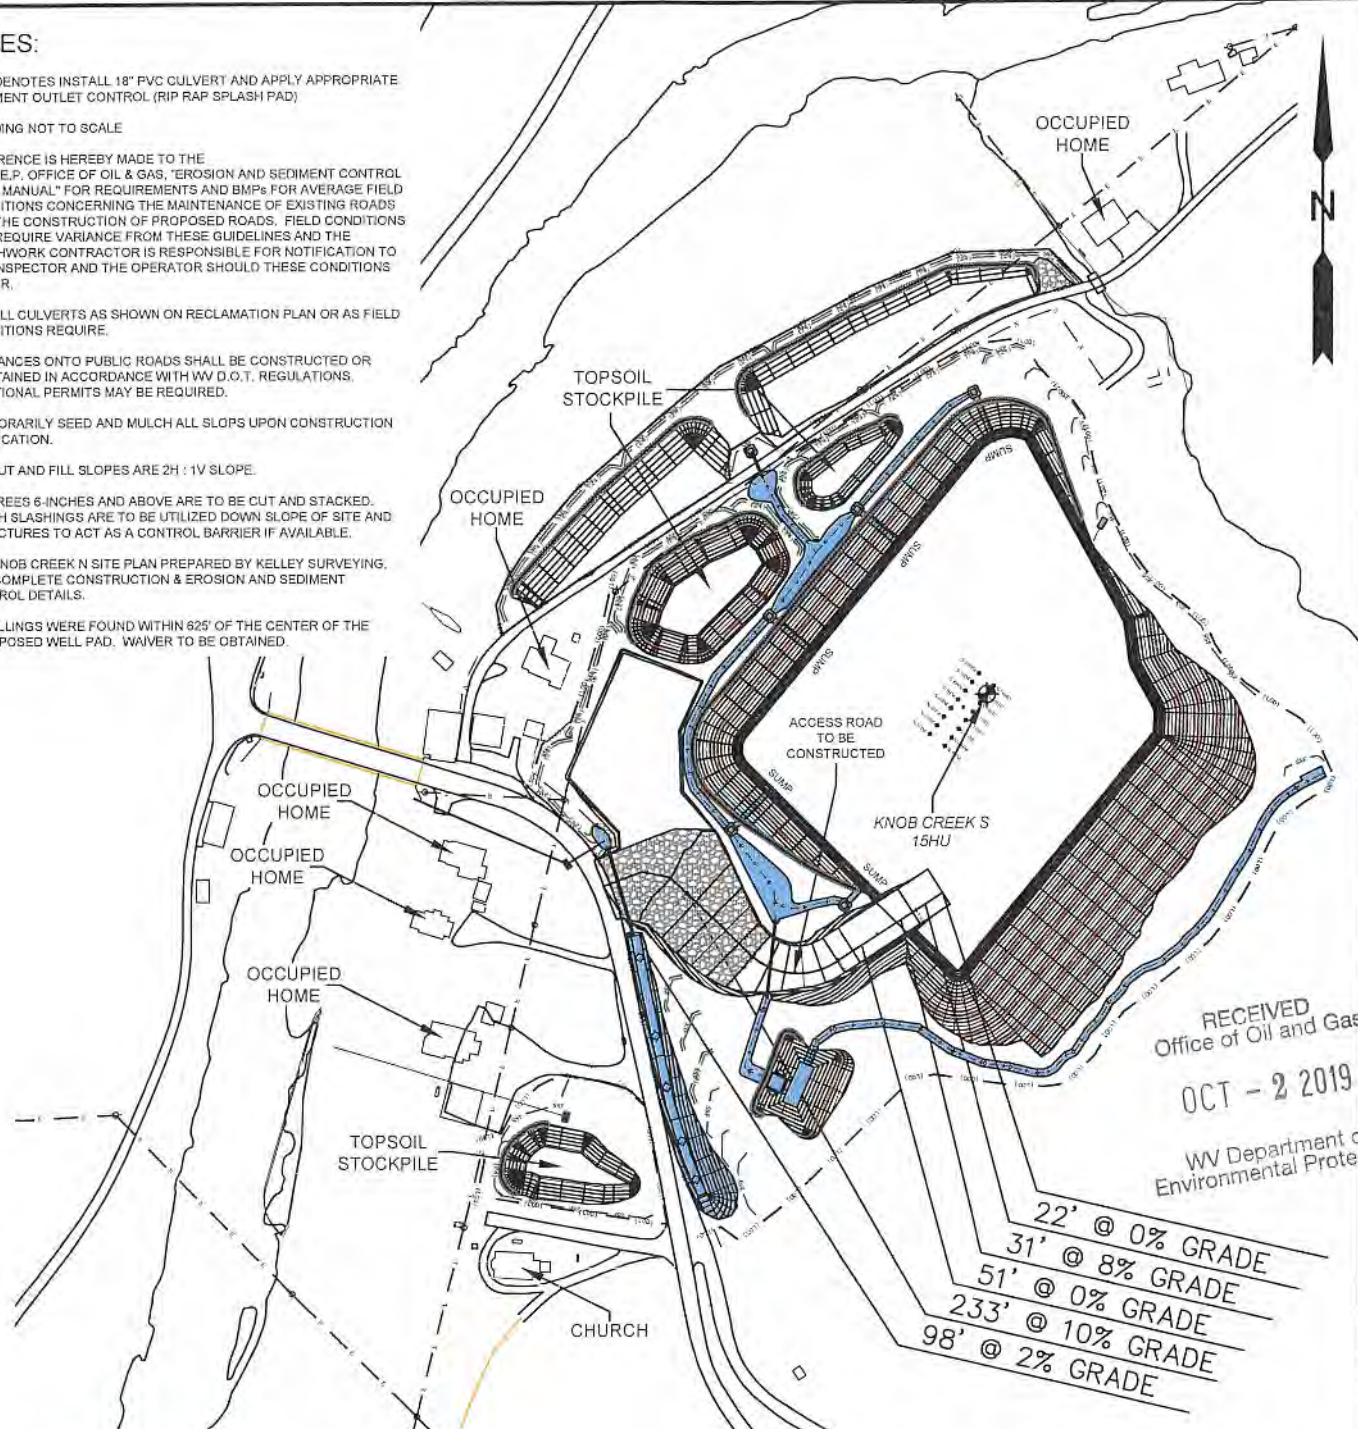 ES:
DENOTES INSTALL 18" PVC CULVERT AND APPLY APPROPRIATE
MENT OUTLET CONTROL (RIP RAP SPLASH PAD)
ING NOT TO SCALE
RENCE IS HEREBY MADE TO THE
E.P. OFFICE OF OIL & GAS, "EROSION AND SEDIMENT CONTROL
MANUAL" FOR REQUIREMENTS AND BMPs FOR AVERAGE FIELD
ITIONS CONCERNING THE MAINTENANCE OF EXISTING ROADS
THE CONSTRUCTION OF PROPOSED ROADS. FIELD CONDITIONS
REQUIRE VARIANCE FROM THESE GUIDELINES AND THE
HWORK CONTRACTOR IS RESPONSIBLE FOR NOTIFICATION TO
NSPECTOR AND THE OPERATOR SHOULD THESE CONDITIONS
R.
LL CULVERTS AS SHOWN ON RECLAMATION PLAN OR AS FIELD
ITIONS REQUIRE.
ANCES ONTO PUBLIC ROADS SHALL BE CONSTRUCTED OR
TAINED IN ACCORDANCE WITH WV D.O.T. REGULATIONS.
TIONAL PERMITS MAY BE REQUIRED.
ORARILY SEED AND MULCH ALL SLOPS UPON CONSTRUCTION
CATION.
UT AND FILL SLOPES ARE 2H : 1V SLOPE.
REES 6-INCHES AND ABOVE ARE TO BE CUT AND STACKED.
H SLASHINGS ARE TO BE UTILIZED DOWN SLOPE OF SITE AND
CTURES TO ACT AS A CONTROL BARRIER IF AVAILABLE.
NOB CREEK N SITE PLAN PREPARED BY KELLEY SURVEYING,
OMPLETE CONSTRUCTION & EROSION AND SEDIMENT
ROL DETAILS.
LLINGS WERE FOUND WITHIN 625' OF THE CENTER OF THE
POSED WELL PAD. WAIVER TO BE OBTAINED.
OCCUPIED
HOME
N
TOPSOIL
STOCKPILE
OCCUPIED
HOME
SUMP
SUMP
SUMP
SUMP
SUMP
ACCESS ROAD
TO BE
CONSTRUCTED
KNOB CREEK S
15HU
OCCUPIED
HOME
OCCUPIED
HOME
OCCUPIED
HOME
TOPSOIL
STOCKPILE
CHURCH
RECEIVED
Office of Oil and Gas
OCT - 2 2019
WV Department o
Environmental Prote
22' @ 0% GRADE
31' @ 8% GRADE
51' @ 0% GRADE
233' @ 10% GRADE
98' @ 2% GRADE